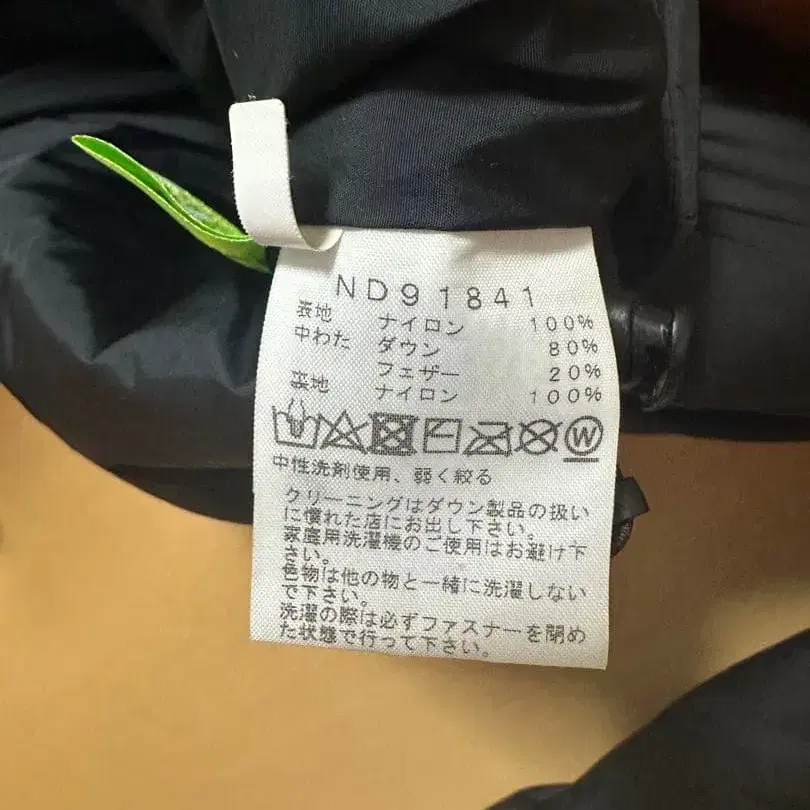 ND91841
表地 ナイロン 100%
中わた ダウン 80%
フェザー 20%
裏地 ナイロン 100%
W
中性洗剤使用、弱く絞る
クリーニングはダウン製品の扱い
に慣れた店にお出し下さい。
家庭用洗濯機のご使用はお避け下
さい。
色物は他の物と一緒に洗濯しない
で下さい。
洗濯の際は必ずファスナーを閉め
た状態で行って下さい。